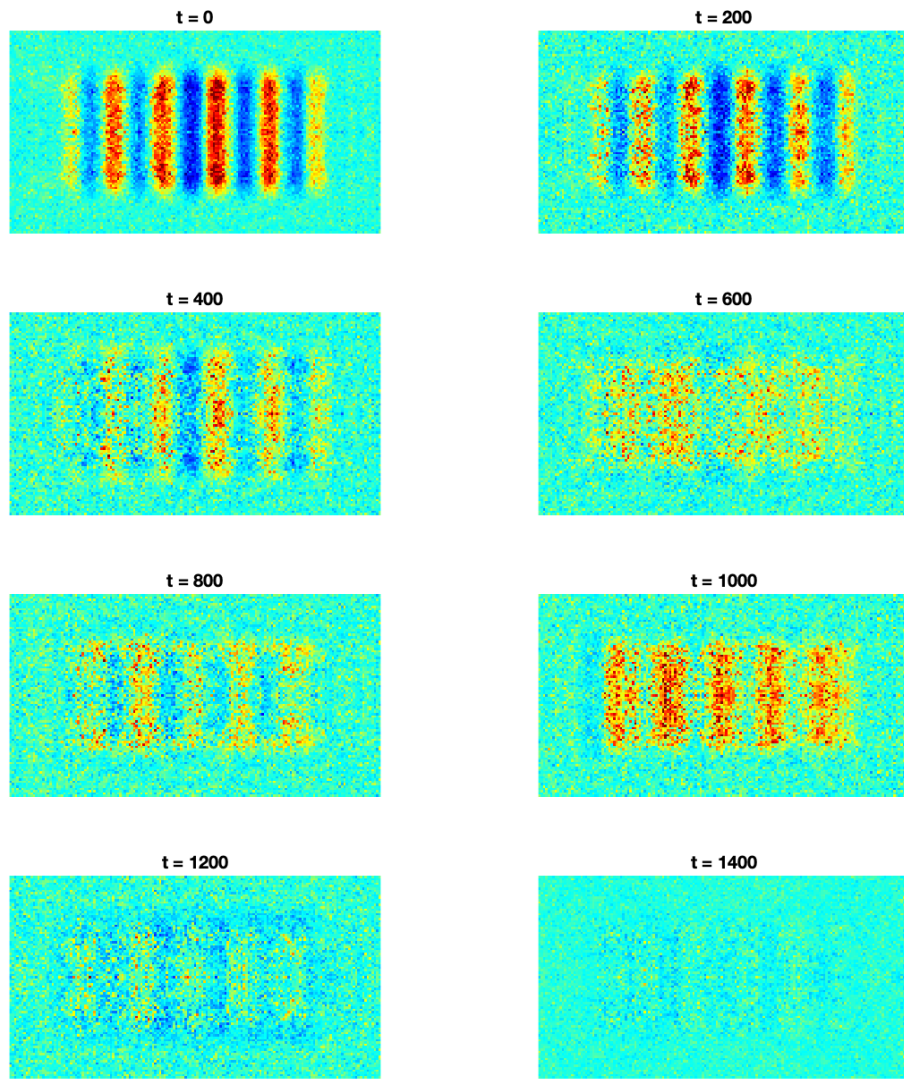 t = 0
t = 200
t = 400
t = 600
t = 800
t = 1000
t = 1200
t = 1400